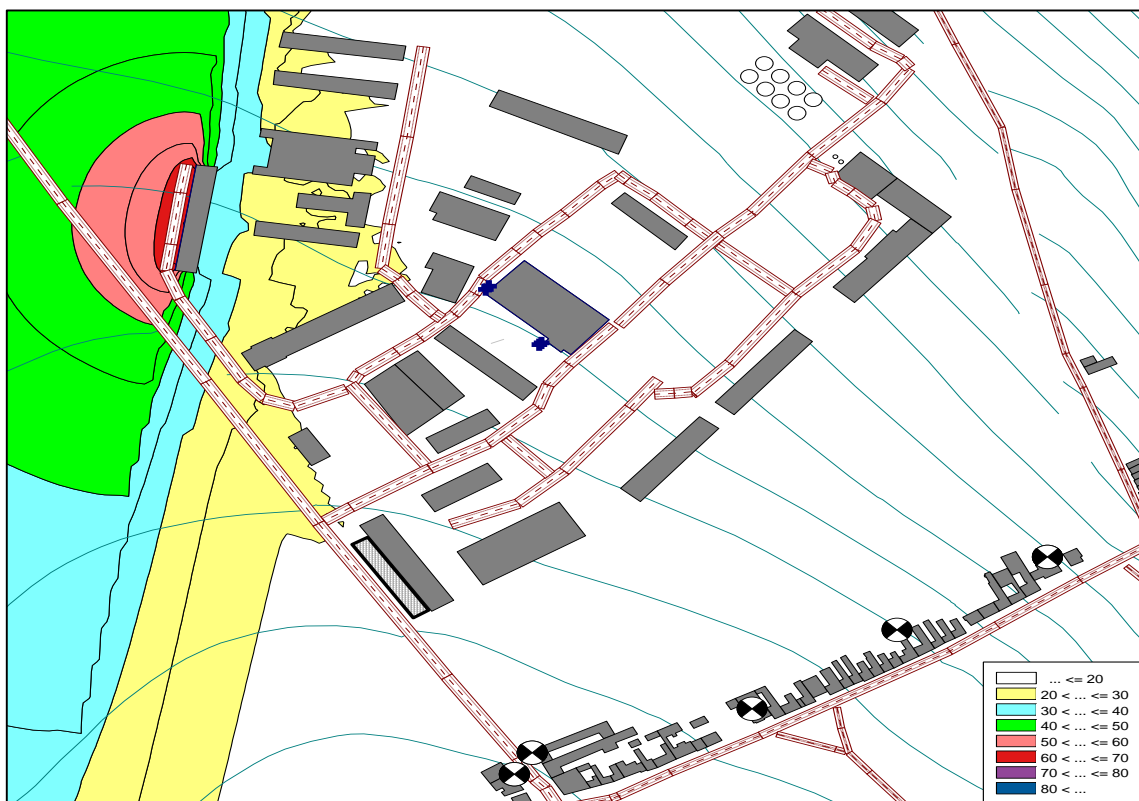 ... <= 20
20 < ... <= 30
30 < ... <= 40
40 < ... <= 50
50 < ... <= 60
60 < ... <= 70
70 < ... <= 80
80 < ...